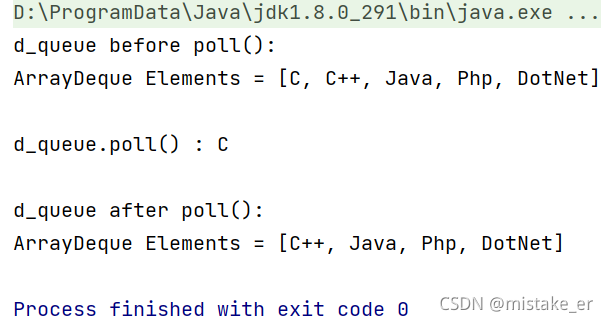 D:\ProgramData\Java\jdk1.8.0_291\bin\java.exe ...
d_queue before poll():
ArrayDeque Elements = [C, C++, Java, Php, DotNet]
d_queue.poll() : C
d_queue after poll():
ArrayDeque Elements = [C++, Java, Php, DotNet]
Process finished with exit code 0
CSDN @mistake_er